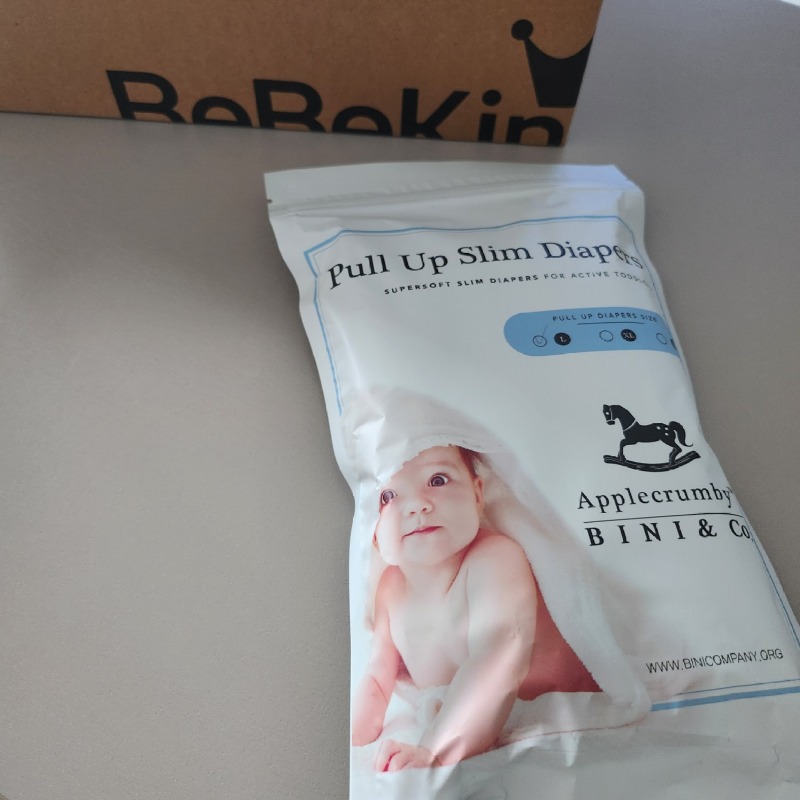 BeBeKin
Pull Up Slim Diapers
SUPERSOFT SLIM DIAPERS FOR ACTIVE
PULL UP DIAPERS SIZE
L XL
Applecrumby
BINI & Co
WWW.BINICOMPANY.ORG